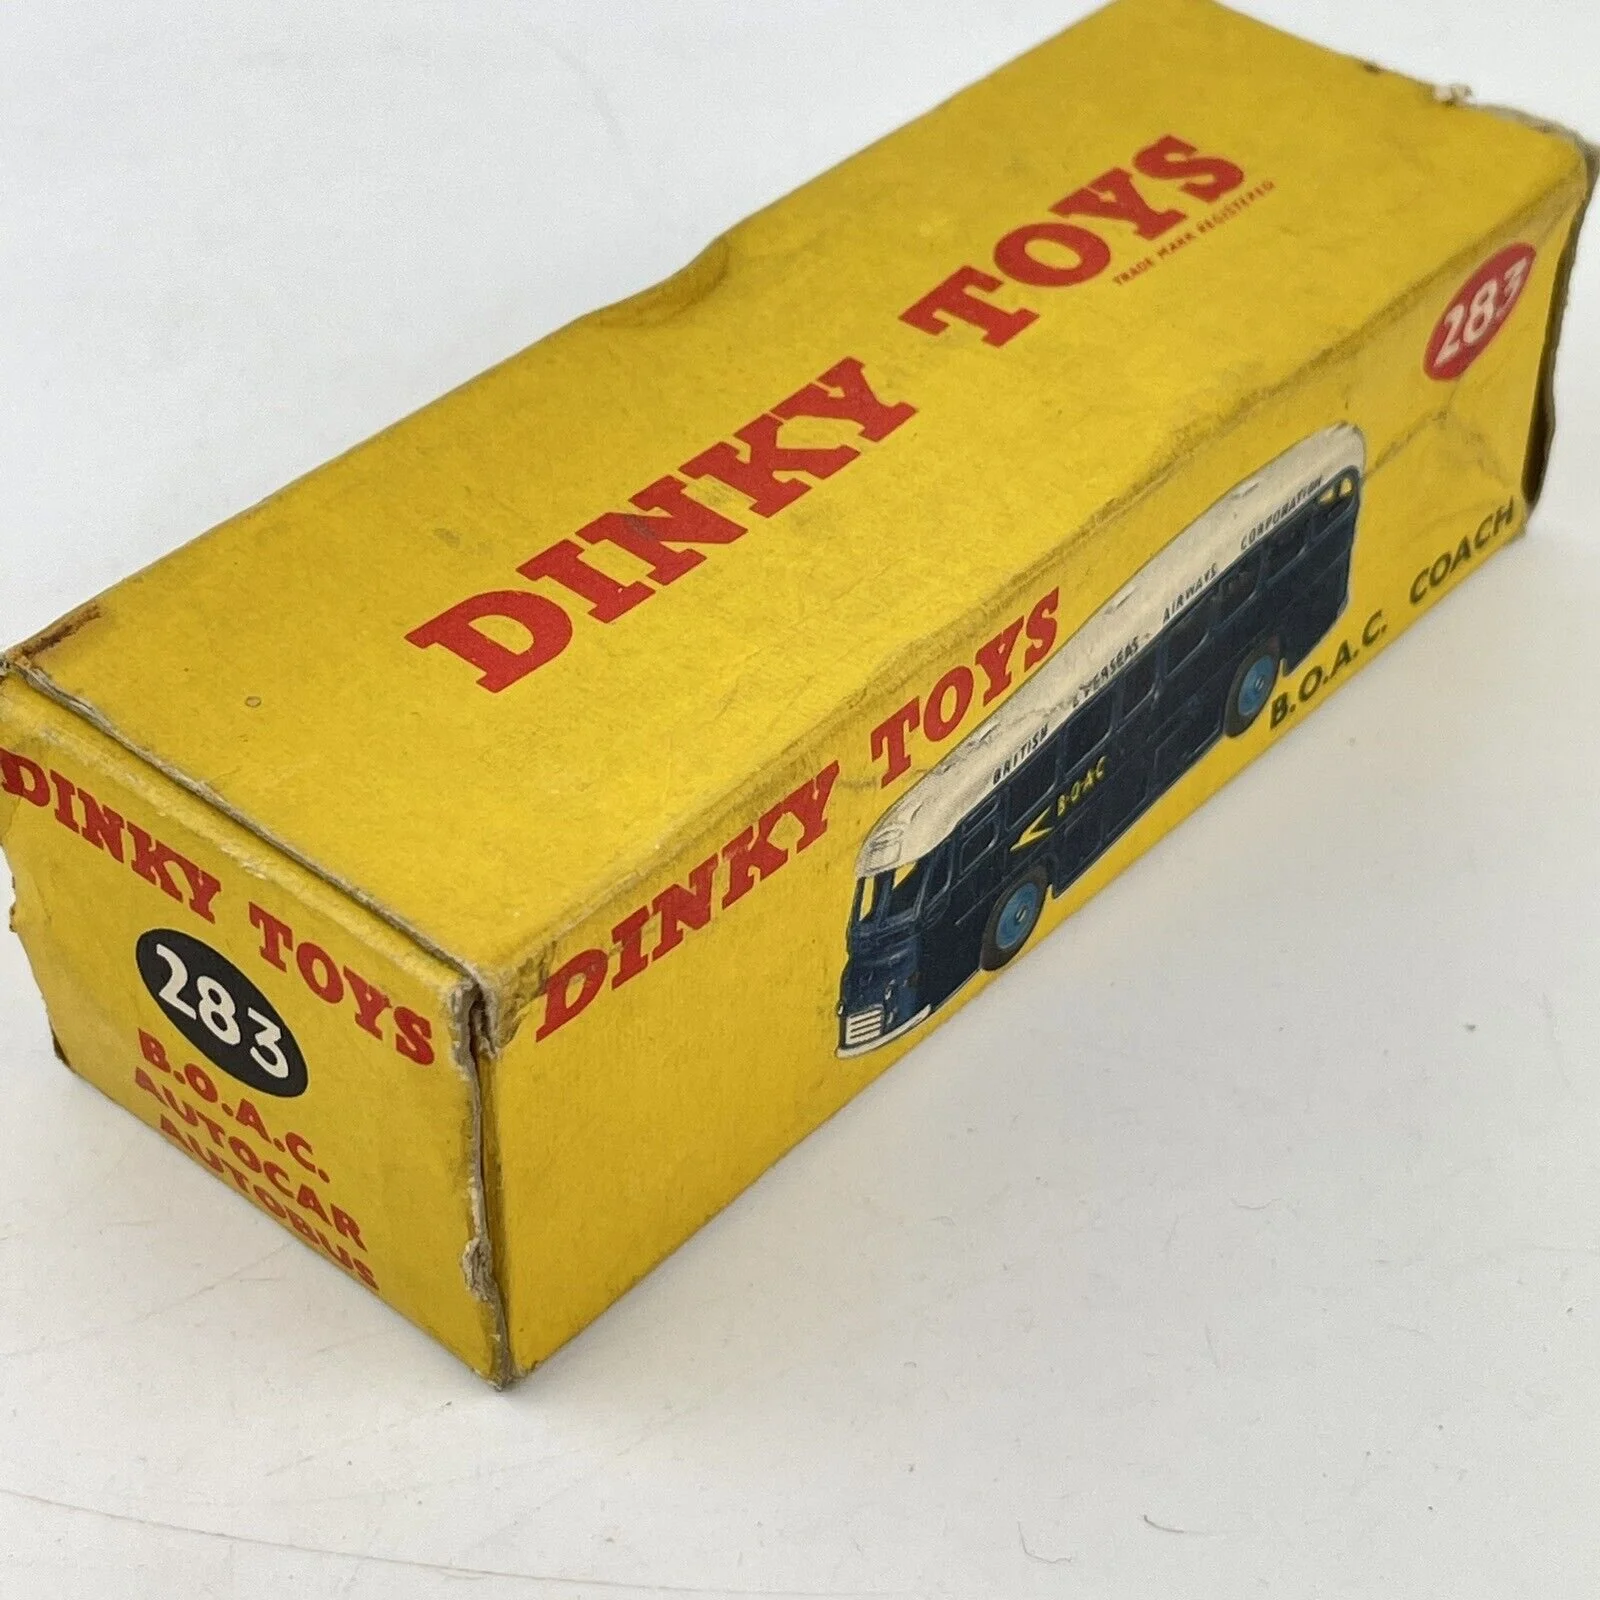 DINKY TOYS
TRADE MARK REGISTERED
283
DINKY TOYS
BRITISH OVERSEAS AIRWAYS CORPORATION
B·O·A·C
B.O.A.C. COACH
DINKY TOYS
283
B.O.A.C.
AUTOCAR
AUTOBUS